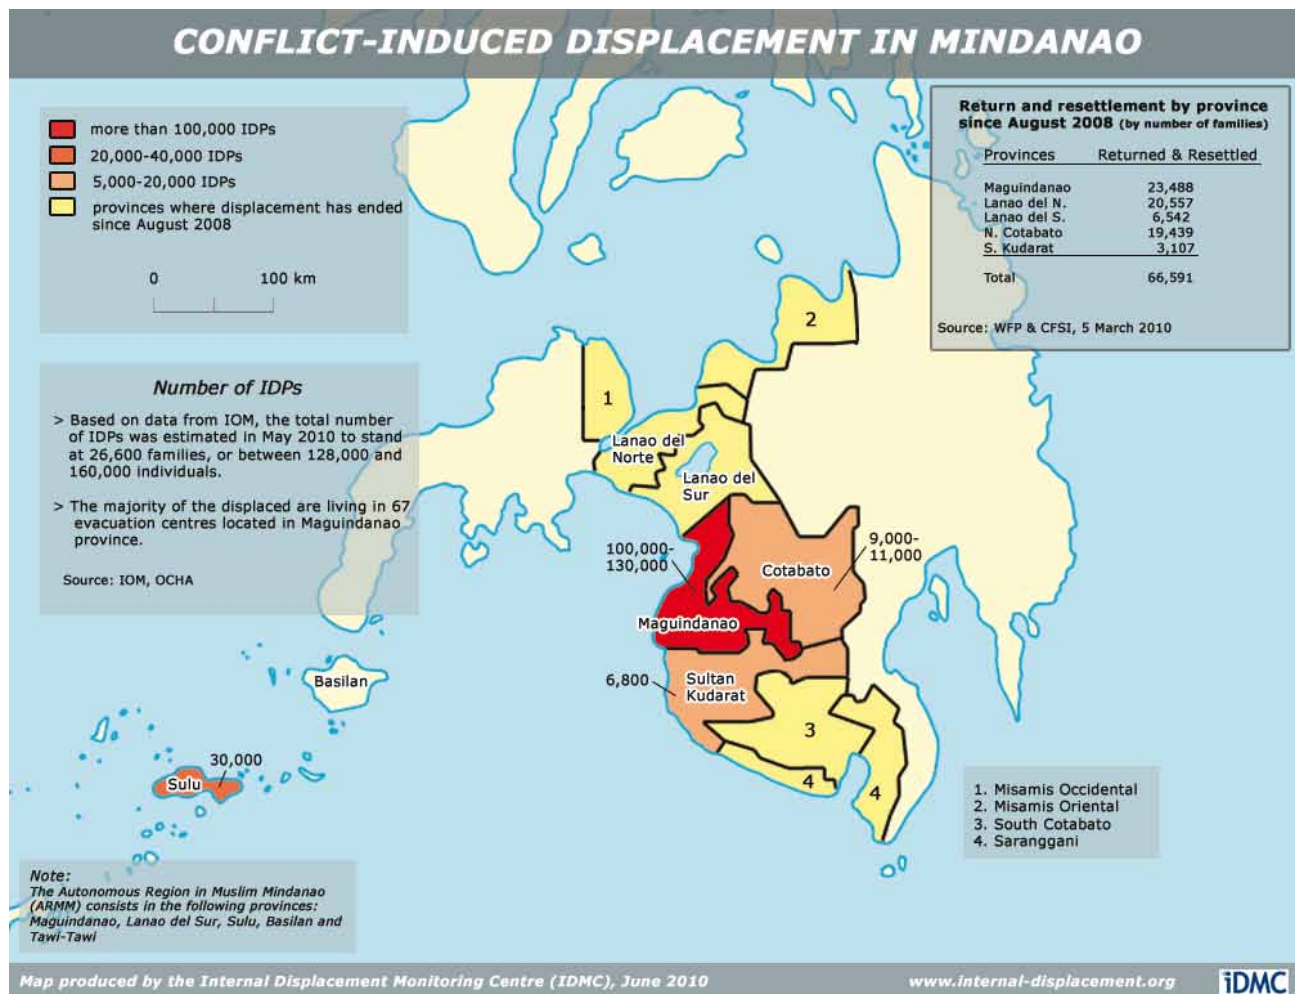 CONFLICT-INDUCED DISPLACEMENT IN MINDANAO
more than 100,000 IDPs
20,000-40,000 IDPs
5,000-20,000 IDPs
provinces where displacement has ended
since August 2008
0 100 km
Number of IDPs
> Based on data from IOM, the total number
of IDPs was estimated in May 2010 to stand
at 26,600 families, or between 128,000 and
160,000 individuals.
> The majority of the displaced are living in 67
evacuation centres located in Maguindanao
province.
Source: IOM, OCHA
Return and resettlement by province
since August 2008 (by number of families)
Provinces Returned & Resettled
Maguindanao 23,488
Lanao del N. 20,557
Lanao del S. 6,542
N. Cotabato 19,439
S. Kudarat 3,107
Total 66,591
Source: WFP & CFSI, 5 March 2010
2
1
Lanao del
Norte
Lanao del
Sur
100,000-
130,000
9,000-
11,000
Cotabato
Maguindanao
6,800
Sultan
Kudarat
Basilan
3
30,000
Sulu
4
4
1. Misamis Occidental
2. Misamis Oriental
3. South Cotabato
4. Saranggani
Note:
The Autonomous Region in Muslim Mindanao
(ARMM) consists in the following provinces:
Maguindanao, Lanao del Sur, Sulu, Basilan and
Tawi-Tawi
Map produced by the Internal Displacement Monitoring Centre (IDMC), June 2010
www.internal-displacement.org
iDMC